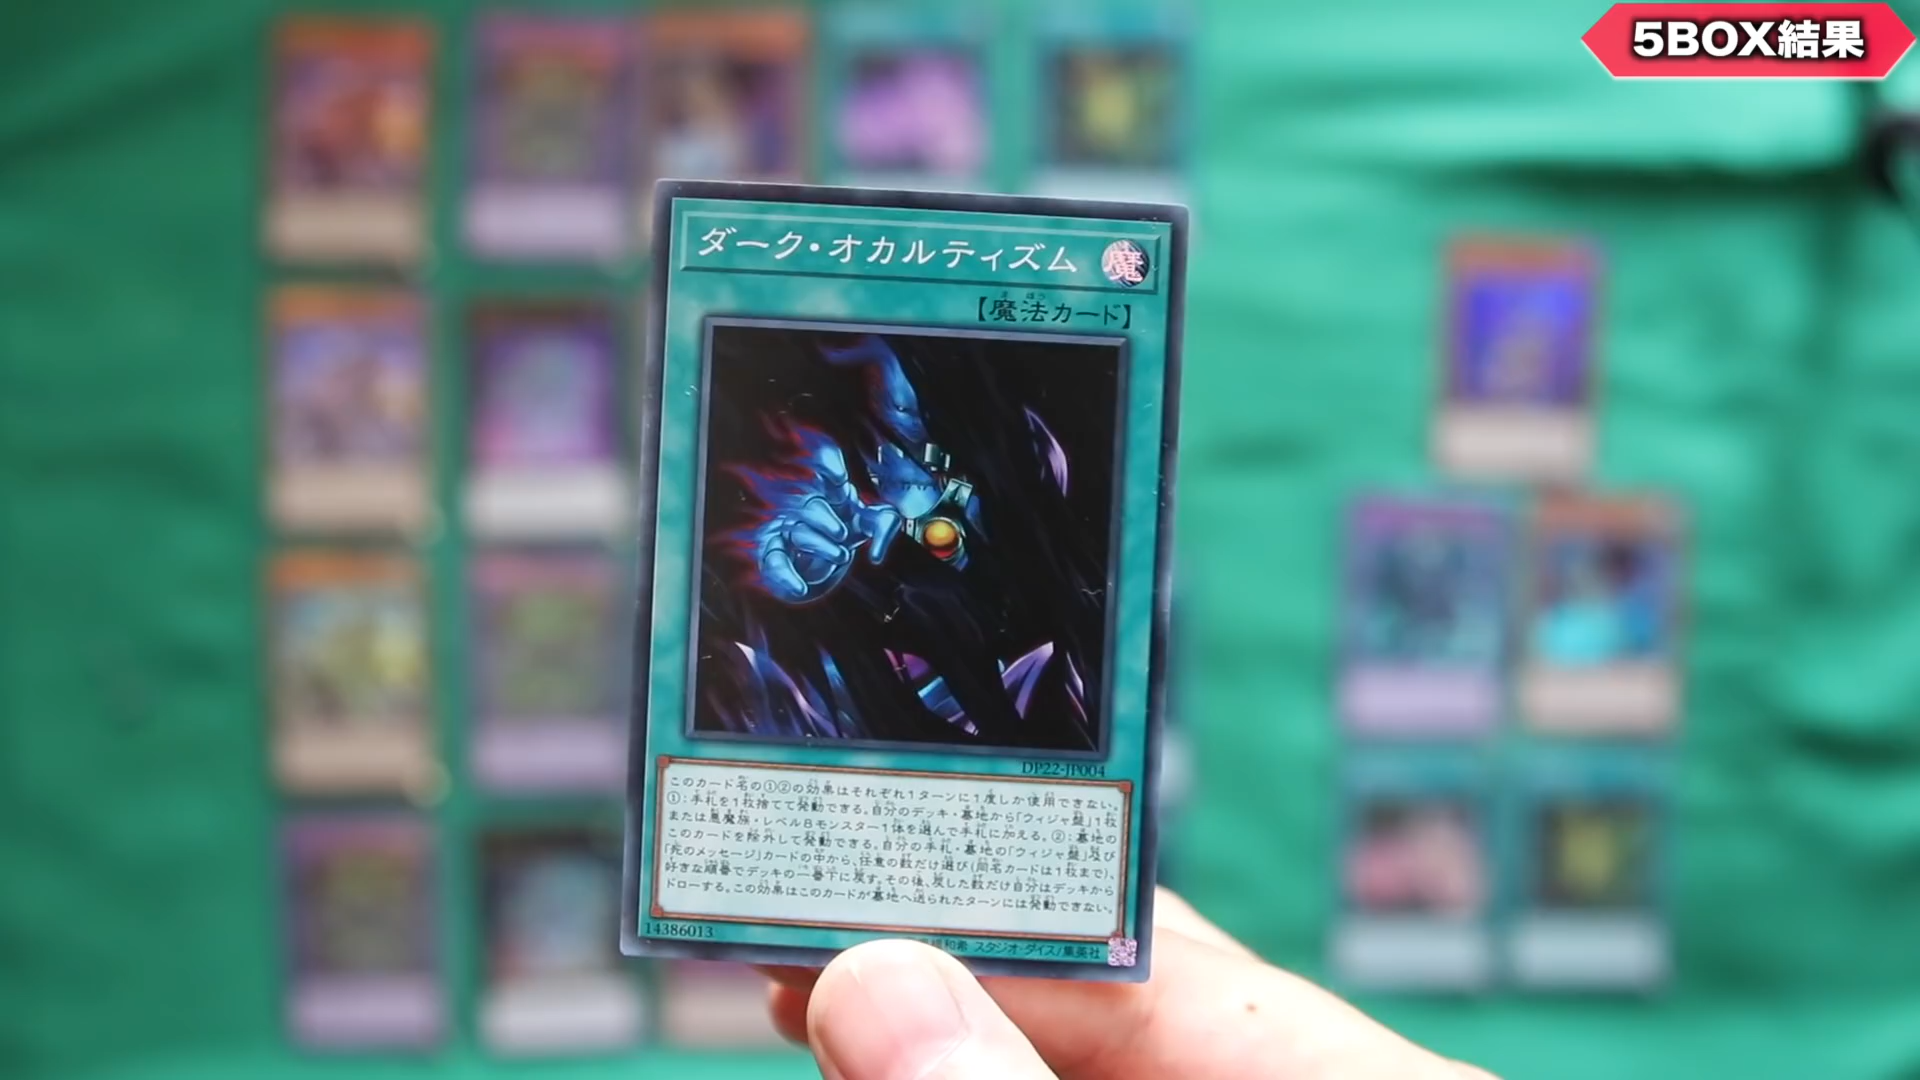 5BOX結果
ダーク・オカルティズム
魔
【魔法カード】
DP22-JP004
このカード名の①②の効果はそれぞれ1ターンに1度しか使用できない。
①：手札を1枚捨てて発動できる。自分のデッキ・墓地から「ウィジャ盤」1枚
または悪魔族・レベル8モンスター1体を選んで手札に加える。②：墓地の
このカードを除外して発動できる。自分の手札・墓地の「ウィジャ盤」及び
「死のメッセージ」カードの中から、任意の数だけ選び(同名カードは1枚まで)、
好きな順番でデッキの一番下に戻す。その後、戻した数だけ自分はデッキから
ドローする。この効果はこのカードが墓地へ送られたターンには発動できない。
14386013
和希 スタジオ・ダイス/集英社